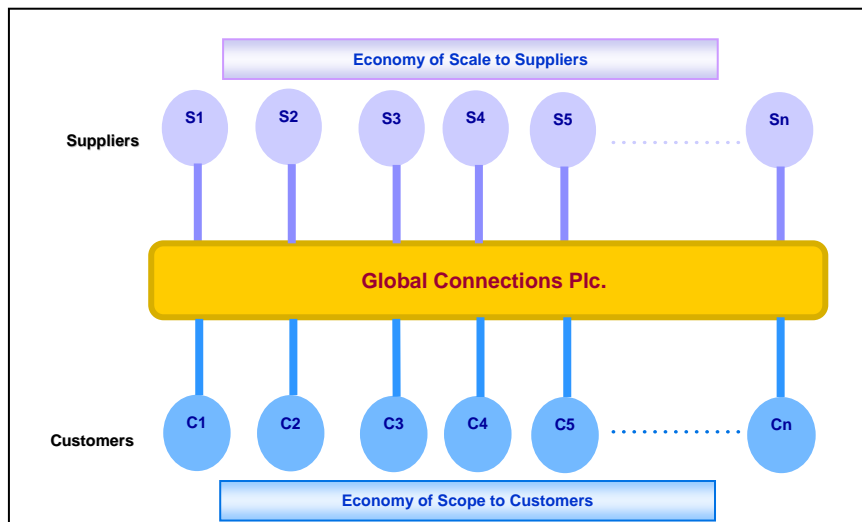 Economy of Scale to Suppliers
S1 S2 S3 S4 S5 Sn
Suppliers
Global Connections Plc.
C1 C2 C3 C4 C5 Cn
Customers
Economy of Scope to Customers